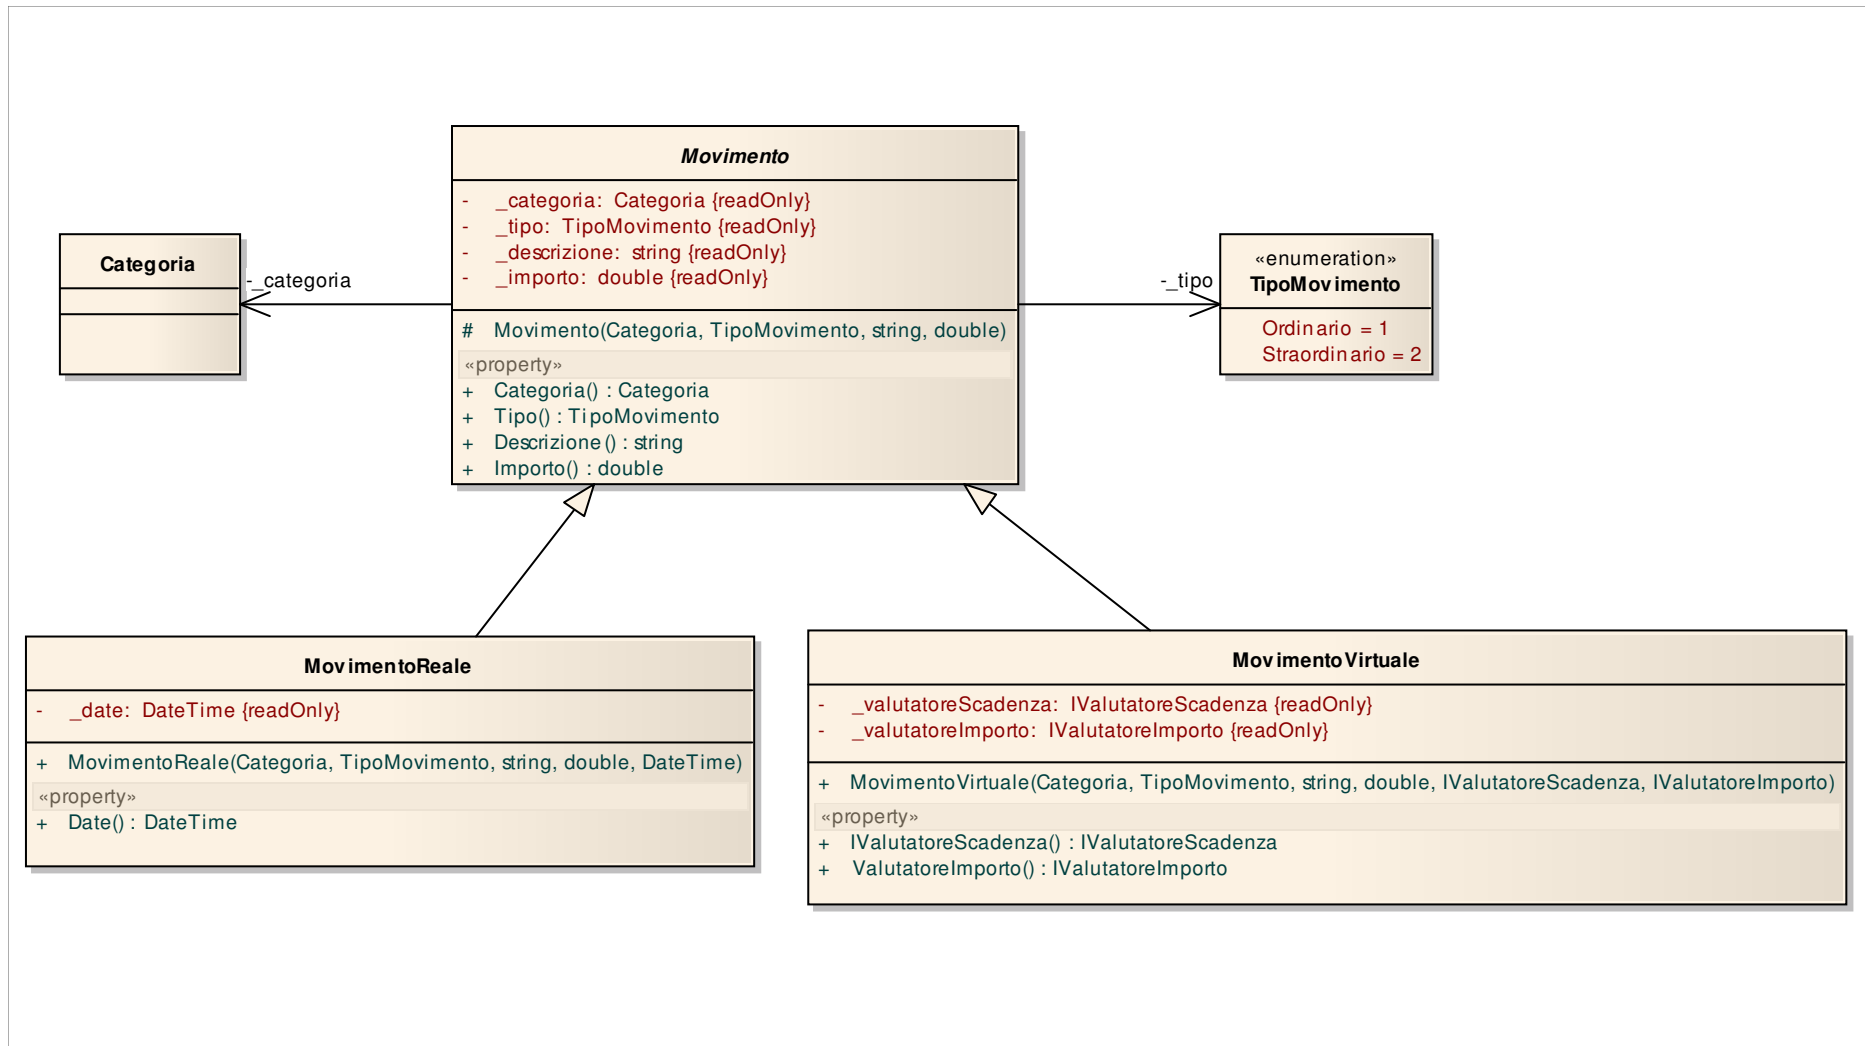 Movimento
- _categoria: Categoria {readOnly}
- _tipo: TipoMovimento {readOnly}
- _descrizione: string {readOnly}
- _importo: double {readOnly}
# Movimento(Categoria, TipoMovimento, string, double)
«property»
+ Categoria() : Categoria
+ Tipo() : TipoMovimento
+ Descrizione() : string
+ Importo() : double
Categoria
-_categoria
-_tipo
«enumeration»
TipoMovimento
Ordinario = 1
Straordinario = 2
MovimentoReale
- _date: DateTime {readOnly}
+ MovimentoReale(Categoria, TipoMovimento, string, double, DateTime)
«property»
+ Date() : DateTime
MovimentoVirtuale
- _valutatoreScadenza: IValutatoreScadenza {readOnly}
- _valutatoreImporto: IValutatoreImporto {readOnly}
+ MovimentoVirtuale(Categoria, TipoMovimento, string, double, IValutatoreScadenza, IValutatoreImporto)
«property»
+ IValutatoreScadenza() : IValutatoreScadenza
+ ValutatoreImporto() : IValutatoreImporto